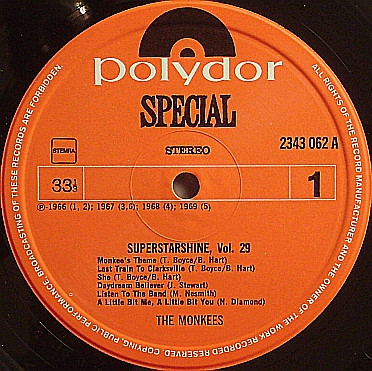 polydor
SPECIAL
STEMRA
STEREO
2343 062 A
33⅓
1
℗-1966 (1, 2); 1967 (3,6); 1968 (4); 1969 (5)
SUPERSTARSHINE, Vol. 29
Monkee's Theme (T. Boyce/B. Hart)
Last Train To Clarksville (T. Boyce/B. Hart)
She (T. Boyce/B. Hart)
Daydream Believer (J. Stewart)
Listen To The Band (M. Nesmith)
A Little Bit Me, A Little Bit You (N. Diamond)
THE MONKEES
ALL RIGHTS OF THE RECORD MANUFACTURER AND OF THE OWNER OF THE WORK RECORDED RESERVED. COPYING, PUBLIC PERFORMANCE, BROADCASTING OF THESE RECORDS ARE FORBIDDEN.